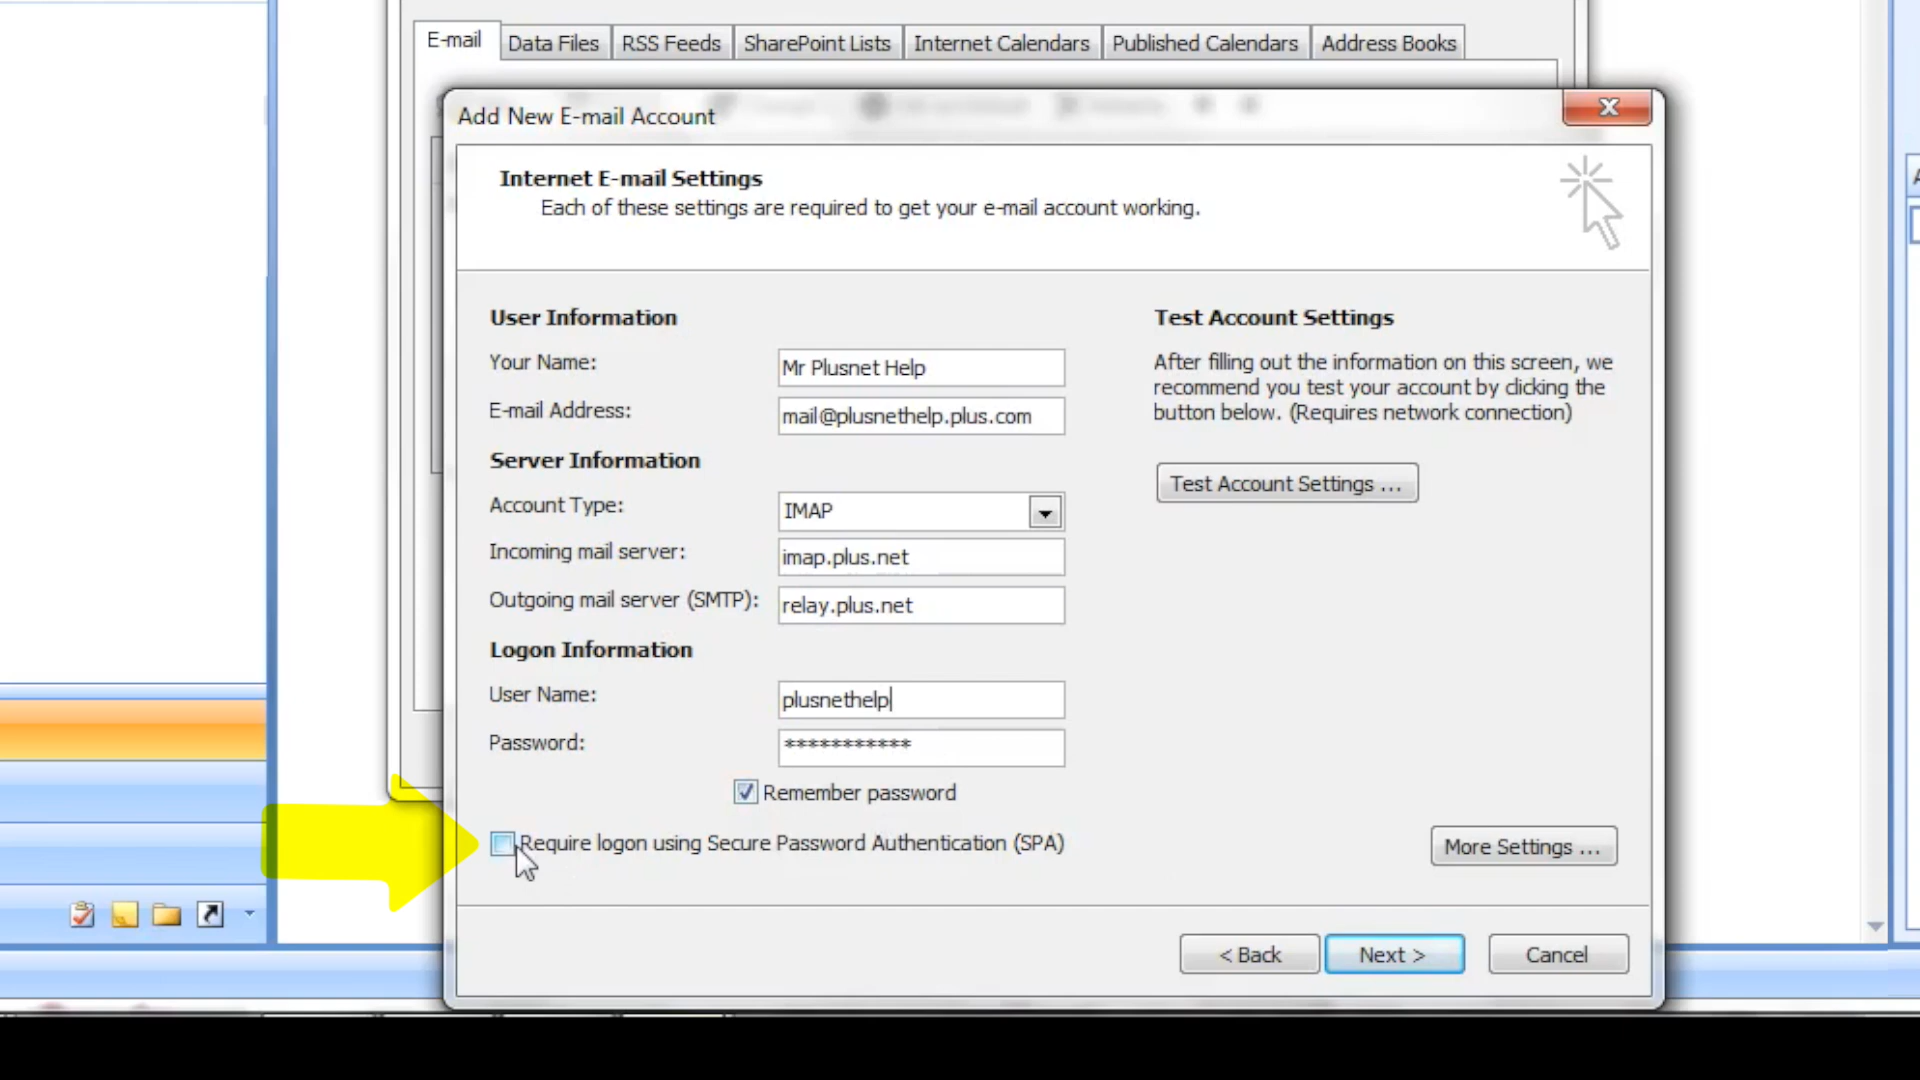 E-mail
Data Files
RSS Feeds
SharePoint Lists
Internet Calendars
Published Calendars
Address Books
Add New E-mail Account
Internet E-mail Settings
Each of these settings are required to get your e-mail account working.
User Information
Your Name:
Mr Plusnet Help
E-mail Address:
mail@plusnethelp.plus.com
Server Information
Account Type:
IMAP
Incoming mail server:
imap.plus.net
Outgoing mail server (SMTP):
relay.plus.net
Logon Information
User Name:
plusnethelp
Password:
***********
Remember password
Require logon using Secure Password Authentication (SPA)
Test Account Settings
After filling out the information on this screen, we
recommend you test your account by clicking the
button below. (Requires network connection)
Test Account Settings ...
More Settings ...
< Back
Next >
Cancel